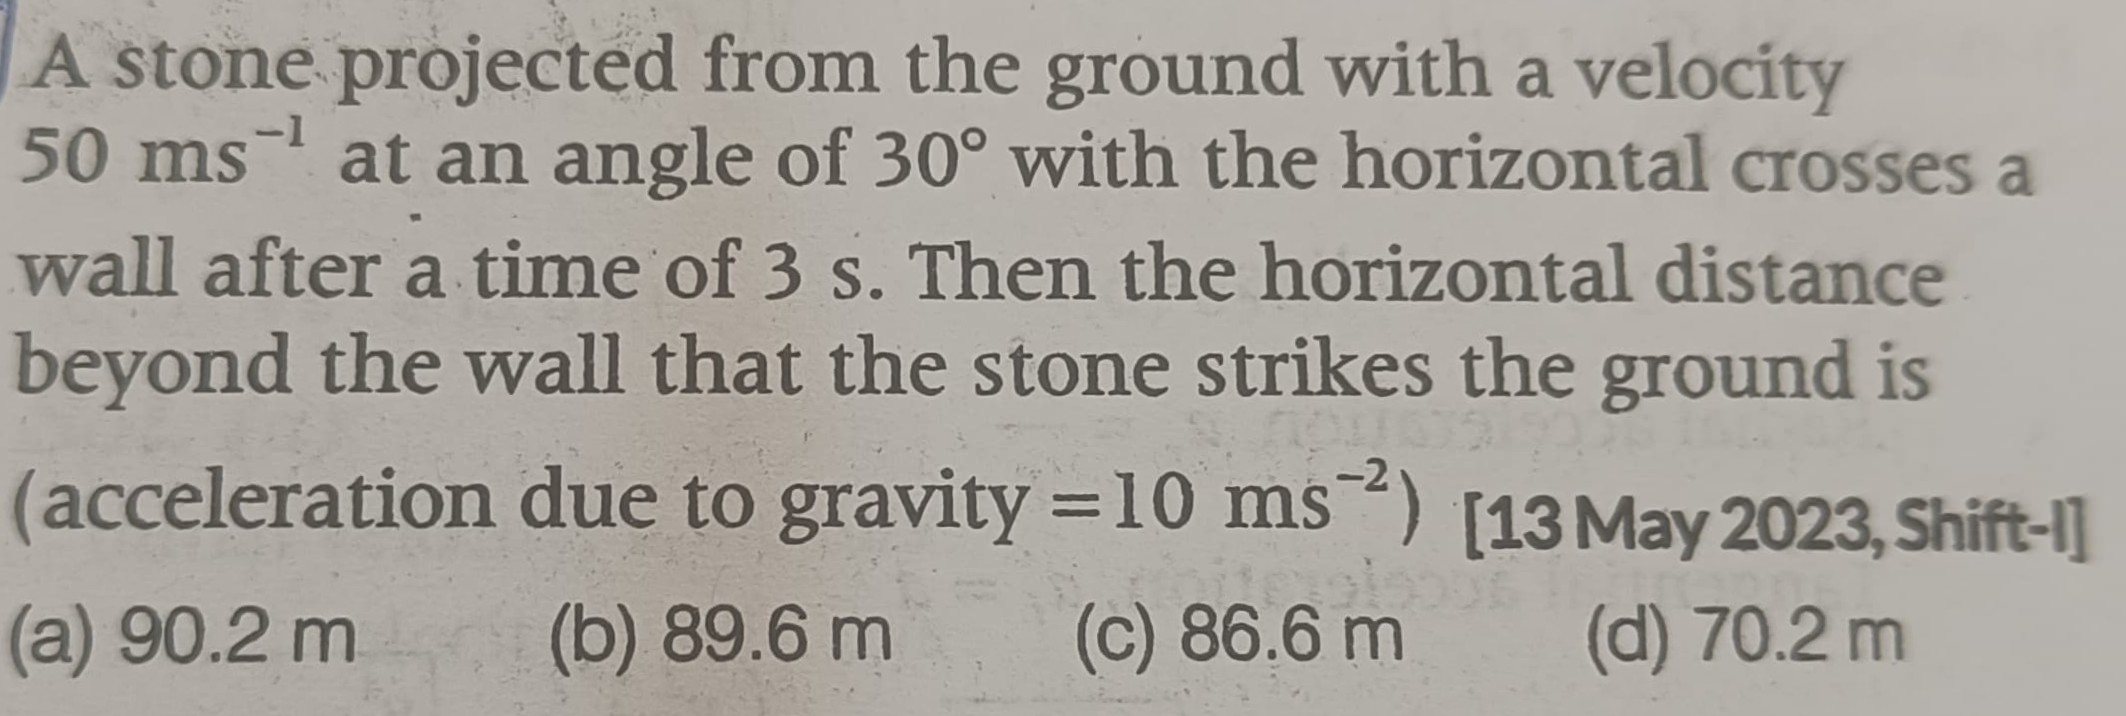 A stone projected from the ground with a velocity
50 ms⁻¹ at an angle of 30° with the horizontal crosses a
wall after a time of 3 s. Then the horizontal distance
beyond the wall that the stone strikes the ground is
(acceleration due to gravity =10 ms⁻²) [13 May 2023, Shift-I]
(a) 90.2 m (b) 89.6 m (c) 86.6 m (d) 70.2 m